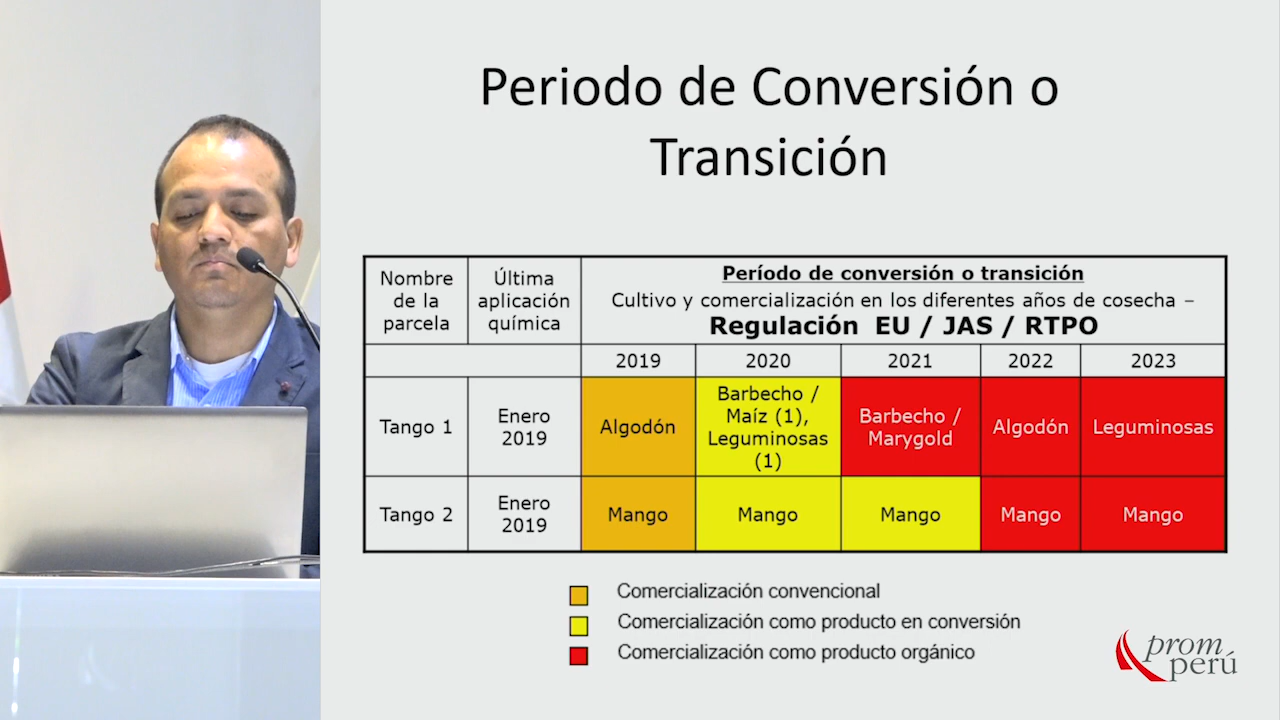 Periodo de Conversión o
Transición
Nombre
de la
parcela
Última
aplicación
química
Período de conversión o transición
Cultivo y comercialización en los diferentes años de cosecha –
Regulación EU / JAS / RTPO
2019
2020
2021
2022
2023
Tango 1
Enero
2019
Algodón
Barbecho /
Maíz (1),
Leguminosas
(1)
Barbecho /
Marygold
Algodón
Leguminosas
Tango 2
Enero
2019
Mango
Mango
Mango
Mango
Mango
Comercialización convencional
Comercialización como producto en conversión
Comercialización como producto orgánico
prom
perú